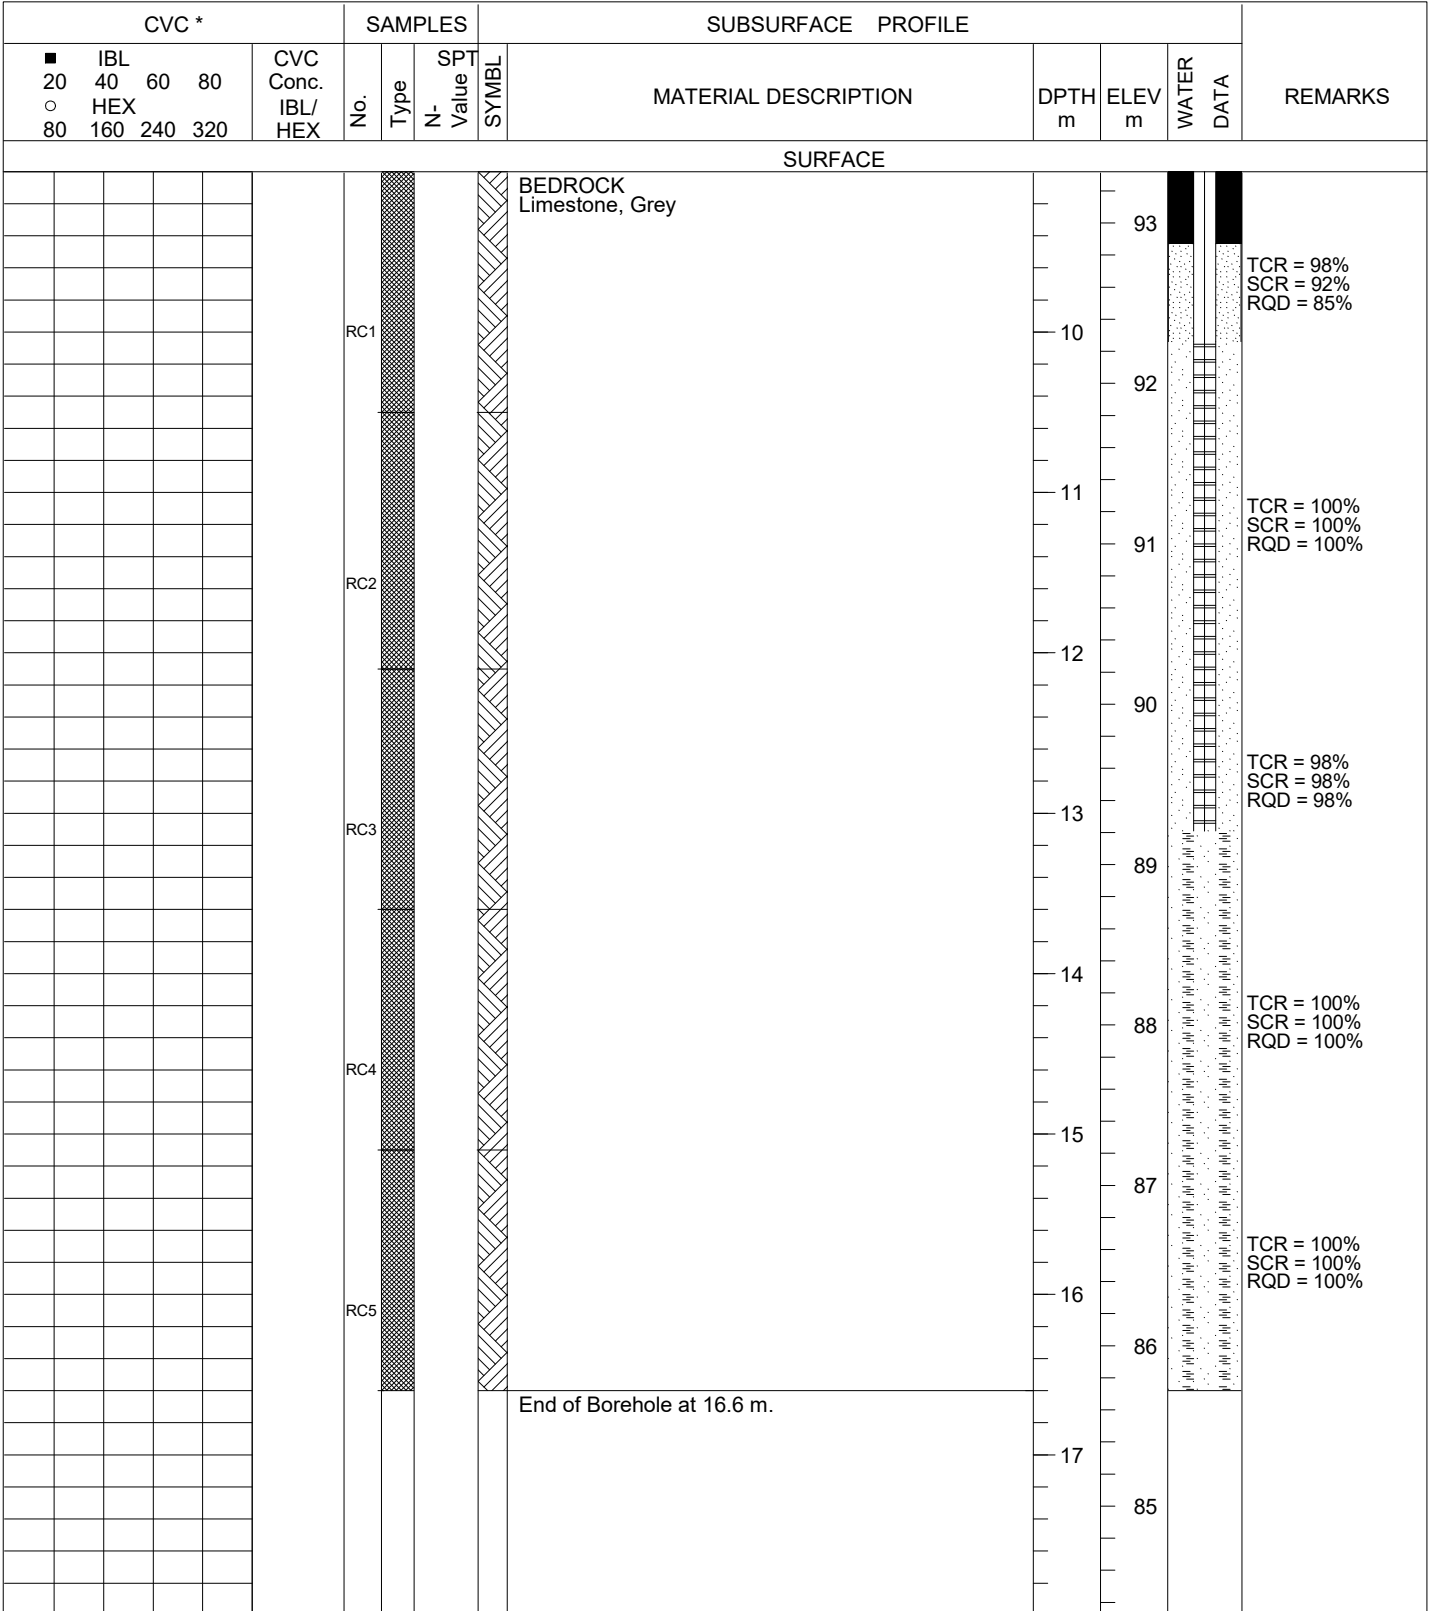 CVC *
SAMPLES
SUBSURFACE PROFILE
■ IBL
20 40 60 80
○ HEX
80 160 240 320
CVC
Conc.
IBL/
HEX
No.
Type
SPT
N-
Value
SYMBL
MATERIAL DESCRIPTION
DPTH
m
ELEV
m
WATER
DATA
REMARKS
SURFACE
BEDROCK
Limestone, Grey
93
TCR = 98%
SCR = 92%
RQD = 85%
RC1
10
92
11
TCR = 100%
SCR = 100%
RQD = 100%
91
RC2
12
90
TCR = 98%
SCR = 98%
RQD = 98%
13
RC3
89
14
TCR = 100%
SCR = 100%
RQD = 100%
88
RC4
15
87
TCR = 100%
SCR = 100%
RQD = 100%
16
RC5
86
End of Borehole at 16.6 m.
17
85